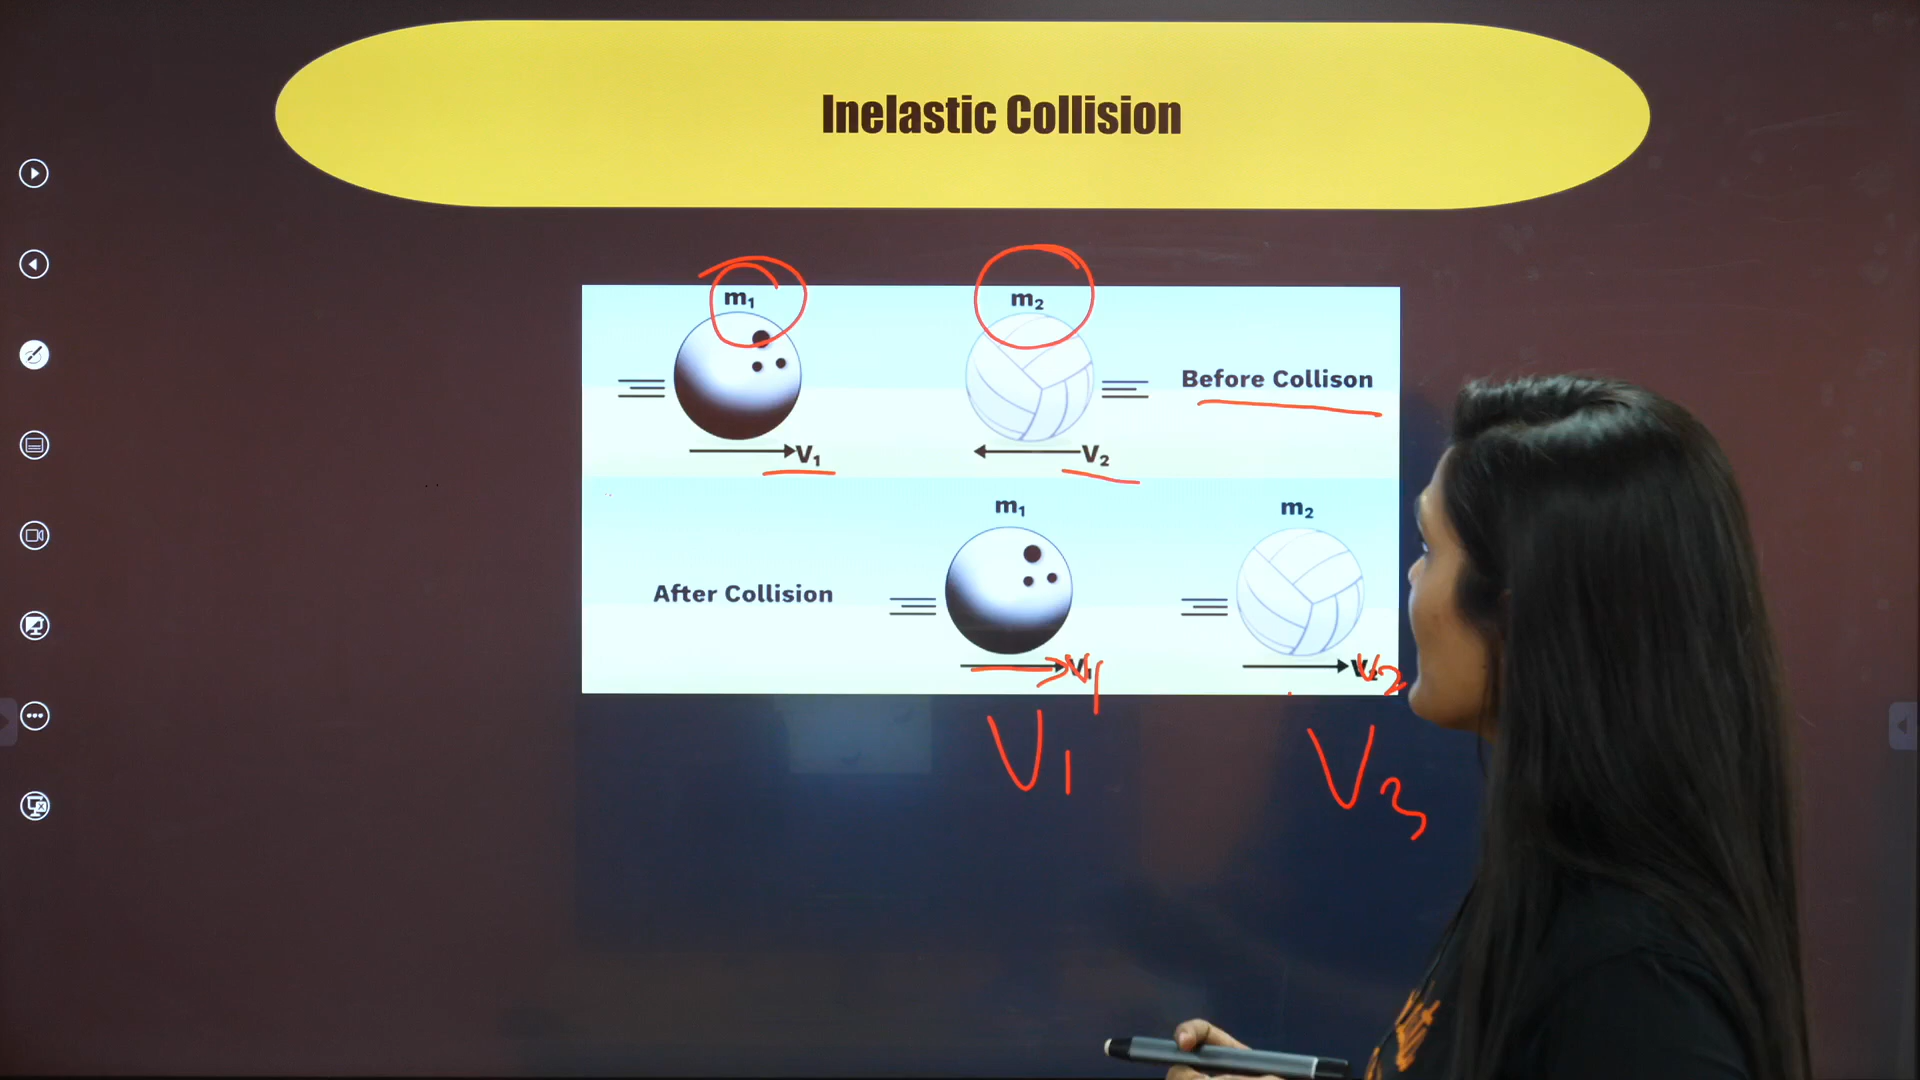 Inelastic Collision
m₁ m₂
Before Collison
V₁ V₂
m₁ m₂
After Collision
V₁ V₂
V₁ V₂